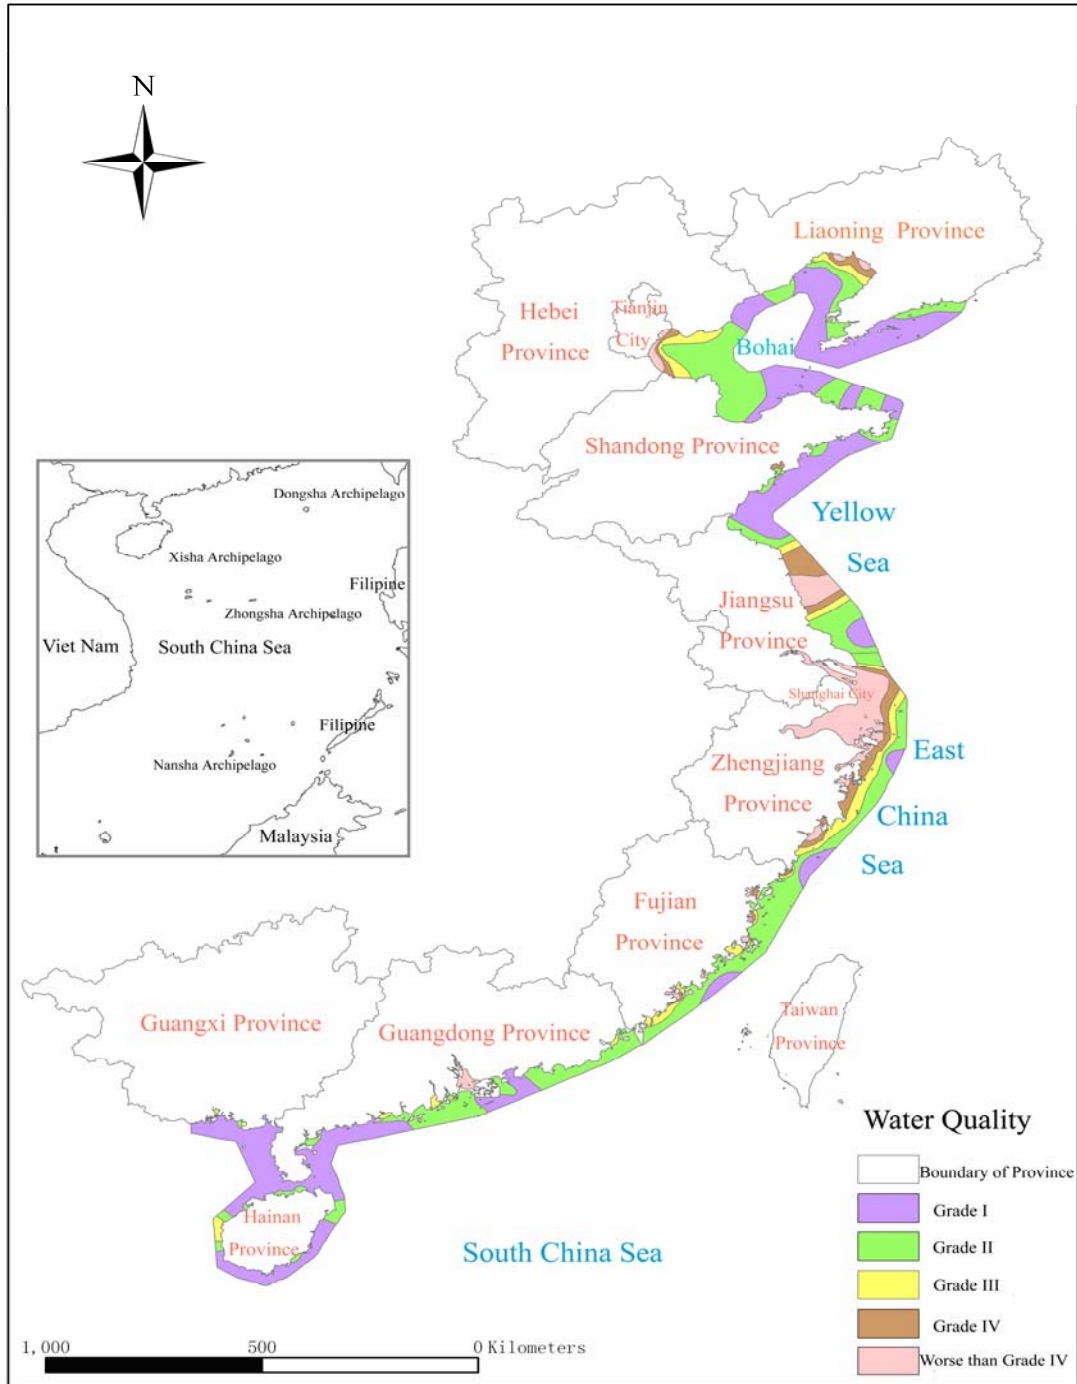 N
Liaoning Province
Hebei
Province
Tianjin
City
Bohai
Shandong Province
Yellow
Sea
Jiangsu
Province
Shanghai City
Zhengjiang
Province
East
China
Sea
Fujian
Province
Taiwan
Province
Guangxi Province
Guangdong Province
Hainan
Province
South China Sea
Dongsha Archipelago
Xisha Archipelago
Filipine
Zhongsha Archipelago
Viet Nam
South China Sea
Filipine
Nansha Archipelago
Malaysia
Water Quality
Boundary of Province
Grade I
Grade II
Grade III
Grade IV
Worse than Grade IV
1,000 500 0 Kilometers